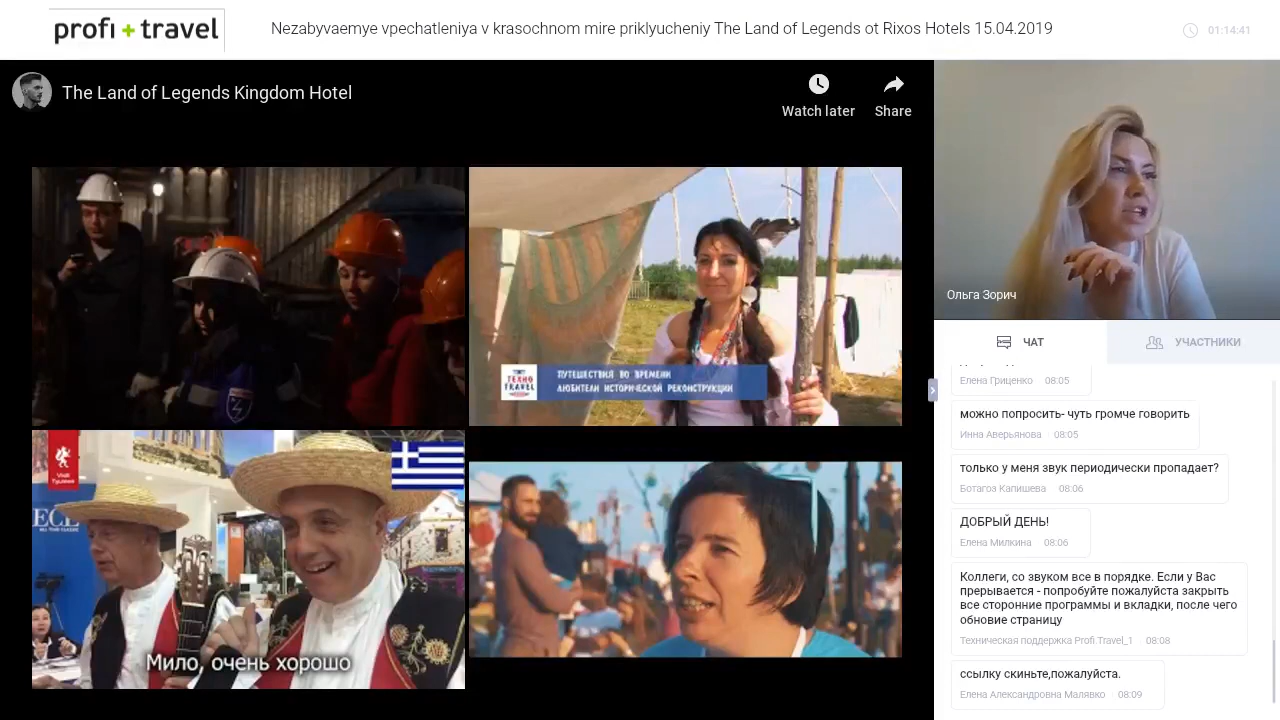 profi + travel
Nezabyvaemye vpechatleniya v krasochnom mire priklyucheniy The Land of Legends ot Rixos Hotels 15.04.2019
01:14:41
The Land of Legends Kingdom Hotel
Watch later
Share
ТЕХНО
TRAVEL
ПУТЕШЕСТВИЯ ВО ВРЕМЕНИ
ЛЮБИТЕЛИ ИСТОРИЧЕСКОЙ РЕКОНСТРУКЦИИ
Мило, очень хорошо
Ольга Зорич
ЧАТ
УЧАСТНИКИ
Елена Гриценко 08:05
можно попросить- чуть громче говорить
Инна Аверьянова 08:05
только у меня звук периодически пропадает?
Ботагоз Капишева 08:06
ДОБРЫЙ ДЕНЬ!
Елена Милкина 08:06
Коллеги, со звуком все в порядке. Если у Вас
прерывается - попробуйте пожалуйста закрыть
все сторонние программы и вкладки, после чего
обновие страницу
Техническая поддержка Profi.Travel_1 08:08
ссылку скиньте,пожалуйста.
Елена Александровна Малявко 08:09